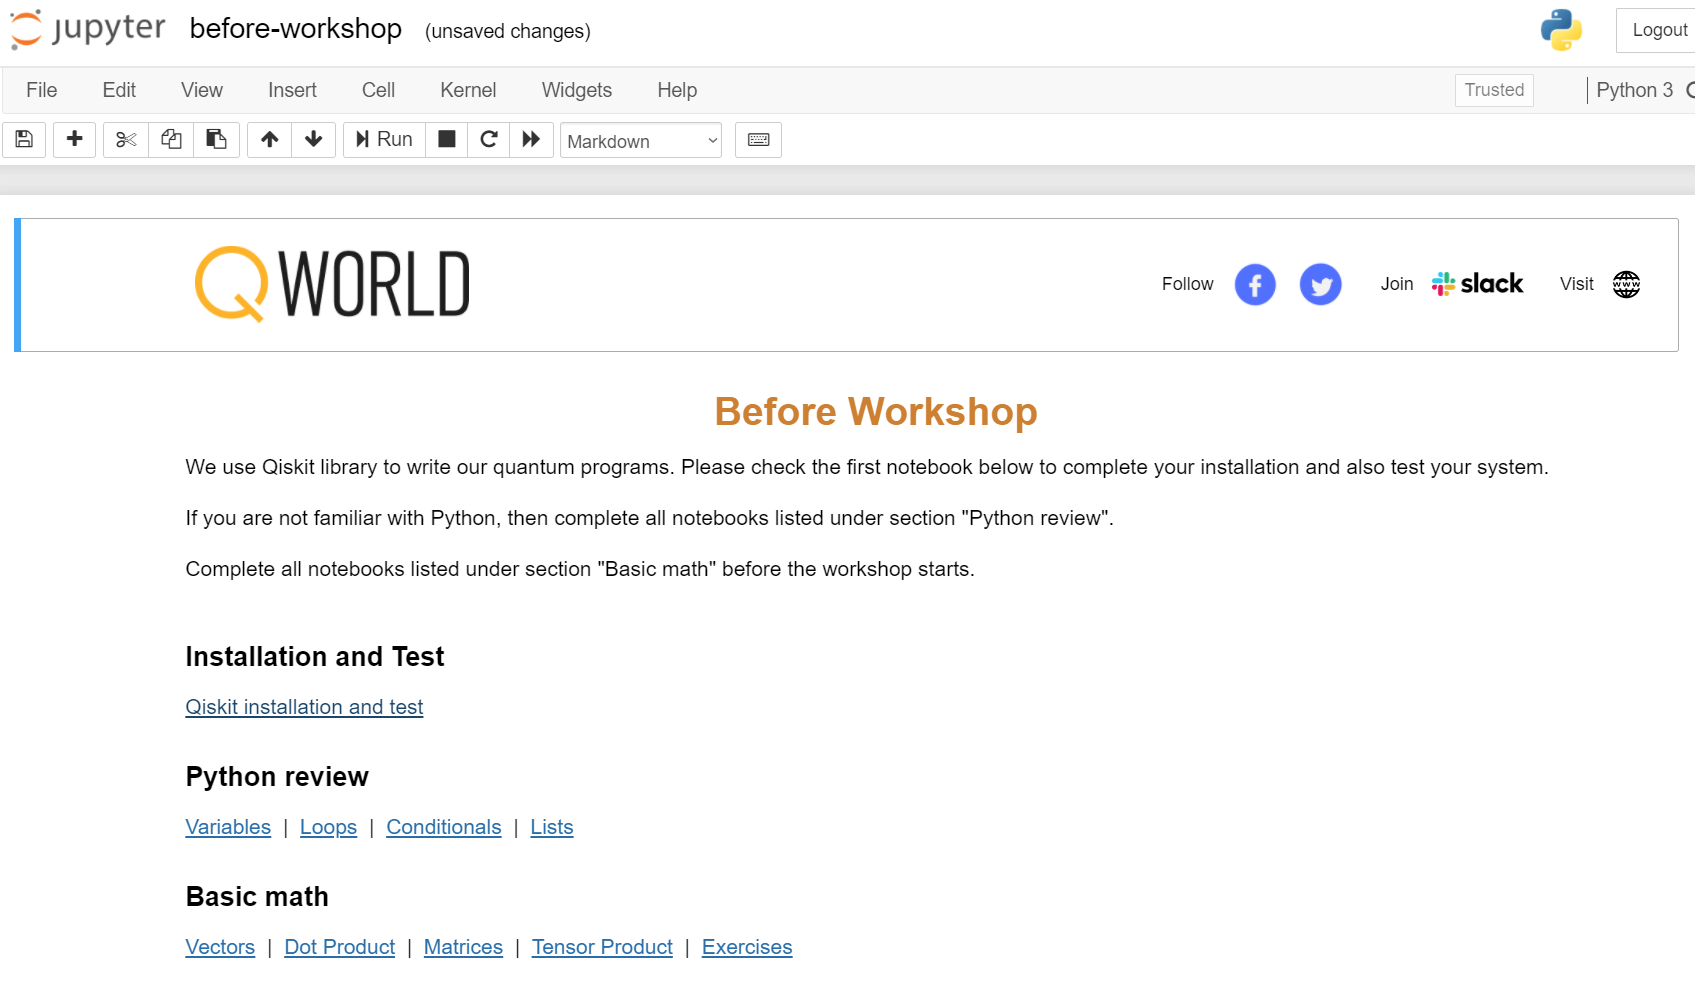 jupyter before-workshop (unsaved changes) Logout
File Edit View Insert Cell Kernel Widgets Help Trusted Python 3
Run Markdown
QWORLD Follow Join slack Visit WWW
Before Workshop
We use Qiskit library to write our quantum programs. Please check the first notebook below to complete your installation and also test your system.
If you are not familiar with Python, then complete all notebooks listed under section "Python review".
Complete all notebooks listed under section "Basic math" before the workshop starts.
Installation and Test
Qiskit installation and test
Python review
Variables | Loops | Conditionals | Lists
Basic math
Vectors | Dot Product | Matrices | Tensor Product | Exercises